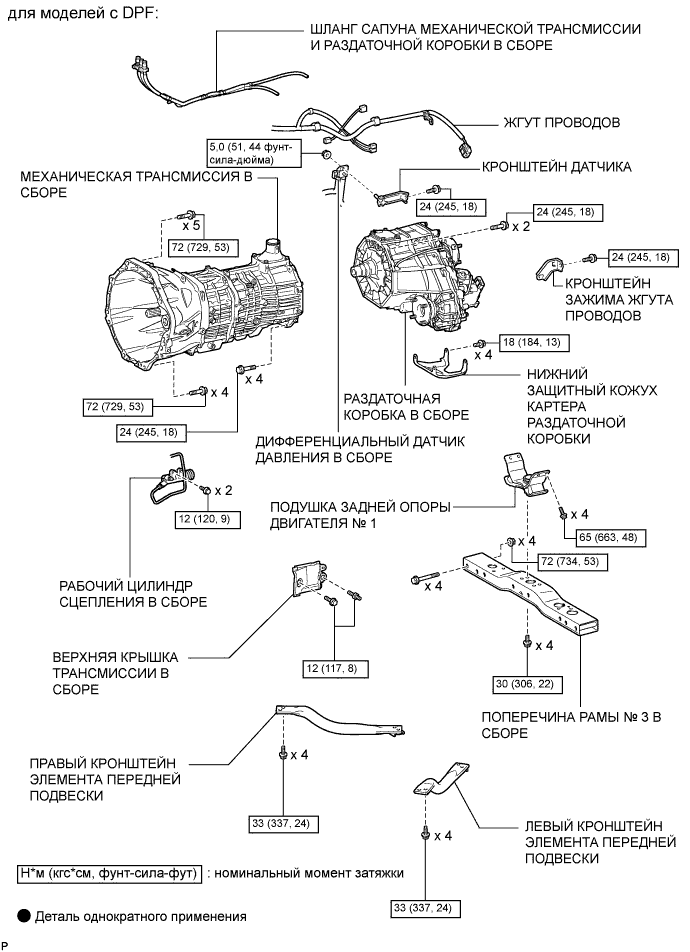 для моделей с DPF:
ШЛАНГ САПУНА МЕХАНИЧЕСКОЙ ТРАНСМИССИИ
И РАЗДАТОЧНОЙ КОРОБКИ В СБОРЕ
ЖГУТ ПРОВОДОВ
5,0 (51, 44 фунт-
сила-дюйма)
КРОНШТЕЙН ДАТЧИКА
МЕХАНИЧЕСКАЯ ТРАНСМИССИЯ В
СБОРЕ
24 (245, 18)
24 (245, 18)
x 5
x 2
72 (729, 53)
24 (245, 18)
КРОНШТЕЙН
ЗАЖИМА ЖГУТА
ПРОВОДОВ
18 (184, 13)
x 4
x 4
x 4
НИЖНИЙ
ЗАЩИТНЫЙ КОЖУХ
КАРТЕРА
РАЗДАТОЧНОЙ
КОРОБКИ
РАЗДАТОЧНАЯ
КОРОБКА В СБОРЕ
72 (729, 53)
24 (245, 18)
ДИФФЕРЕНЦИАЛЬНЫЙ ДАТЧИК
ДАВЛЕНИЯ В СБОРЕ
x 2
12 (120, 9)
ПОДУШКА ЗАДНЕЙ ОПОРЫ
ДВИГАТЕЛЯ № 1
x 4
65 (663, 48)
x 4
72 (734, 53)
x 4
РАБОЧИЙ ЦИЛИНДР
СЦЕПЛЕНИЯ В СБОРЕ
x 4
ВЕРХНЯЯ КРЫШКА
ТРАНСМИССИИ В
СБОРЕ
12 (117, 8)
30 (306, 22)
ПОПЕРЕЧИНА РАМЫ № 3 В
СБОРЕ
ПРАВЫЙ КРОНШТЕЙН
ЭЛЕМЕНТА ПЕРЕДНЕЙ
ПОДВЕСКИ
x 4
33 (337, 24)
x 4
ЛЕВЫЙ КРОНШТЕЙН
ЭЛЕМЕНТА ПЕРЕДНЕЙ
ПОДВЕСКИ
Н*м (кгс*см, фунт-сила-фут) : номинальный момент затяжки
33 (337, 24)
Деталь однократного применения
P